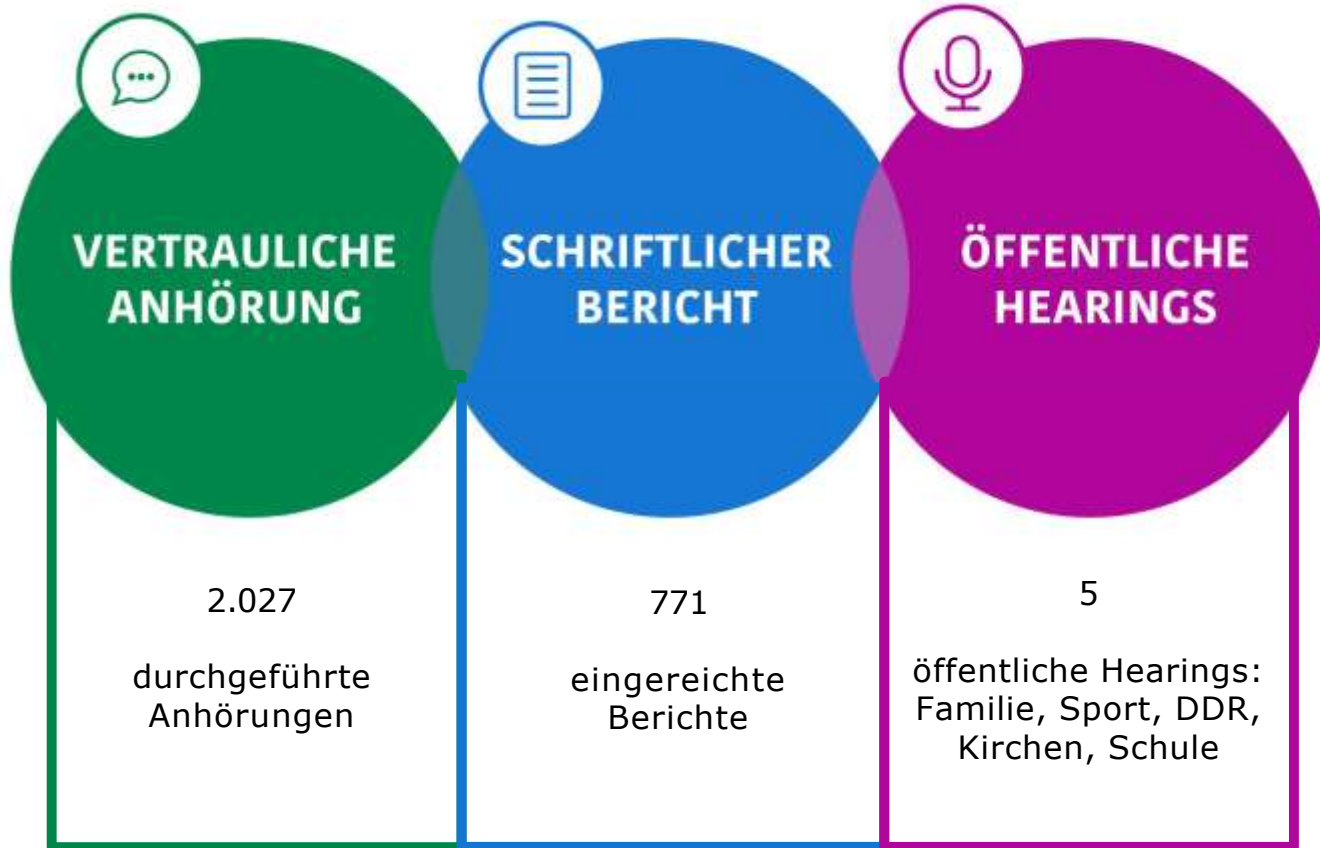 VERTRAULICHE
ANHÖRUNG
2.027
durchgeführte
Anhörungen
SCHRIFTLICHER
BERICHT
771
eingereichte
Berichte
ÖFFENTLICHE
HEARINGS
5
öffentliche Hearings:
Familie, Sport, DDR,
Kirchen, Schule